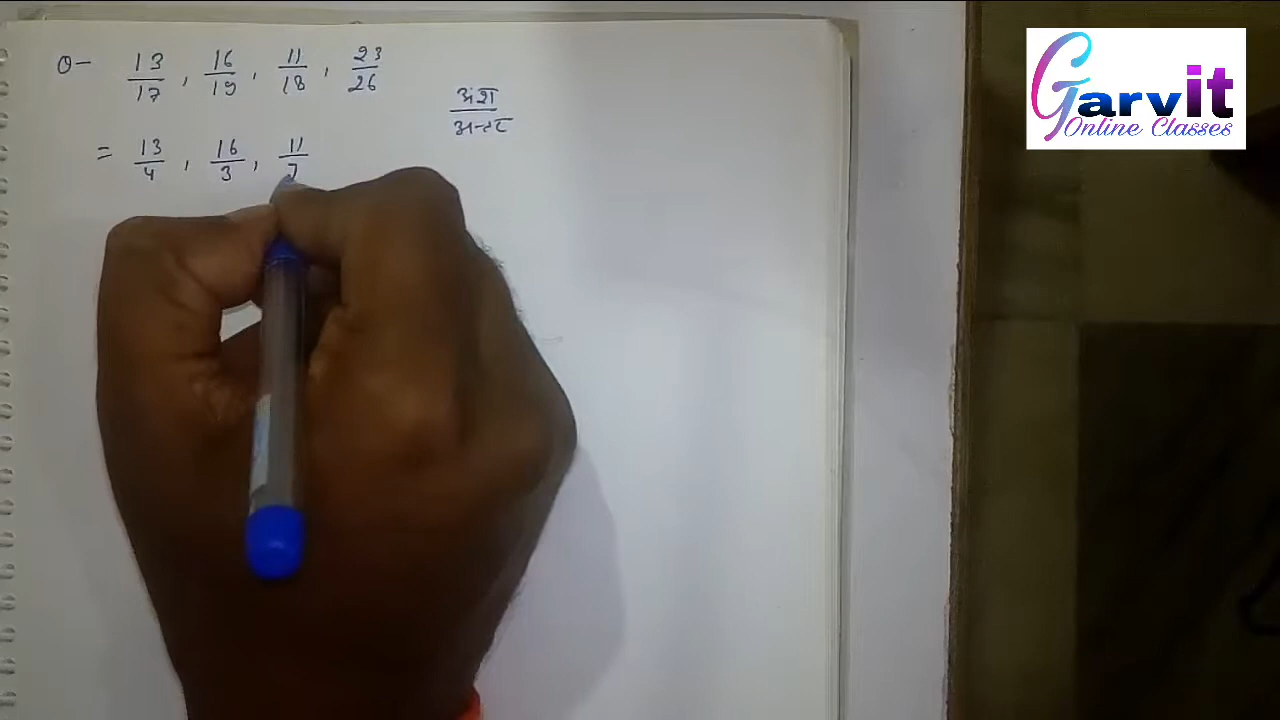 Q- 13/17, 16/19, 11/18, 23/26
अंश/अन्तर
= 13/4, 16/3, 11/7
Garvit
Online Classes